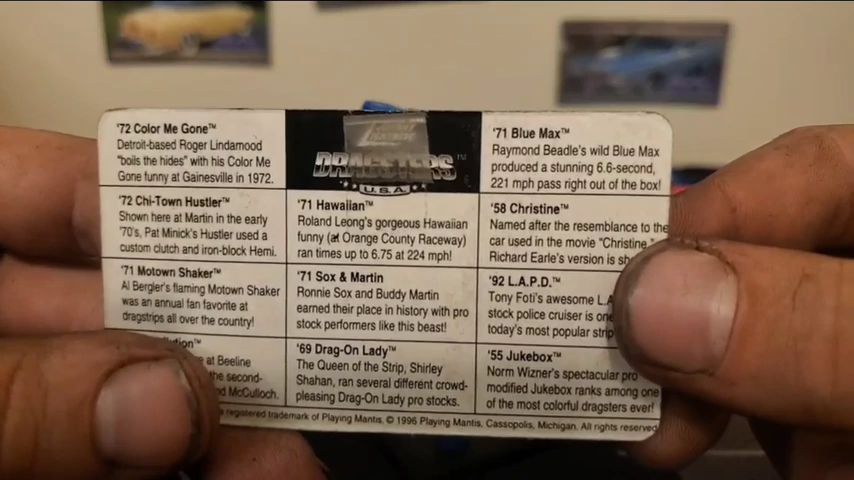 '72 Color Me Gone™
Detroit-based Roger Lindamood
"boils the hides" with his Color Me
Gone funny at Gainesville in 1972.
'72 Chi-Town Hustler™
Shown here at Martin in the early
'70's, Pat Minick's Hustler used a
custom clutch and iron-block Hemi.
'71 Motown Shaker™
Al Bergler's flaming Motown Shaker
was an annual fan favorite at
dragstrips all over the country!
at Beeline
the second-
McCulloch.
DRAGSTERS™
U.S.A.
'71 Hawaiian™
Roland Leong's gorgeous Hawaiian
funny (at Orange County Raceway)
ran times up to 6.75 at 224 mph!
'71 Sox & Martin™
Ronnie Sox and Buddy Martin
earned their place in history with pro
stock performers like this beast!
'69 Drag-On Lady™
The Queen of the Strip, Shirley
Shahan, ran several different crowd-
pleasing Drag-On Lady pro stocks.
'71 Blue Max™
Raymond Beadle's wild Blue Max
produced a stunning 6.6-second,
221 mph pass right out of the box!
'58 Christine™
Named after the resemblance to the
car used in the movie "Christine,"
Richard Earle's version is
'92 L.A.P.D.™
Tony Foti's awesome L.A.
stock police cruiser is one
today's most popular
'55 Jukebox™
Norm Wizner's spectacular pro
modified Jukebox ranks among one
of the most colorful dragsters ever!
registered trademark of Playing Mantis. © 1996 Playing Mantis, Cassopolis, Michigan. All rights reserved.